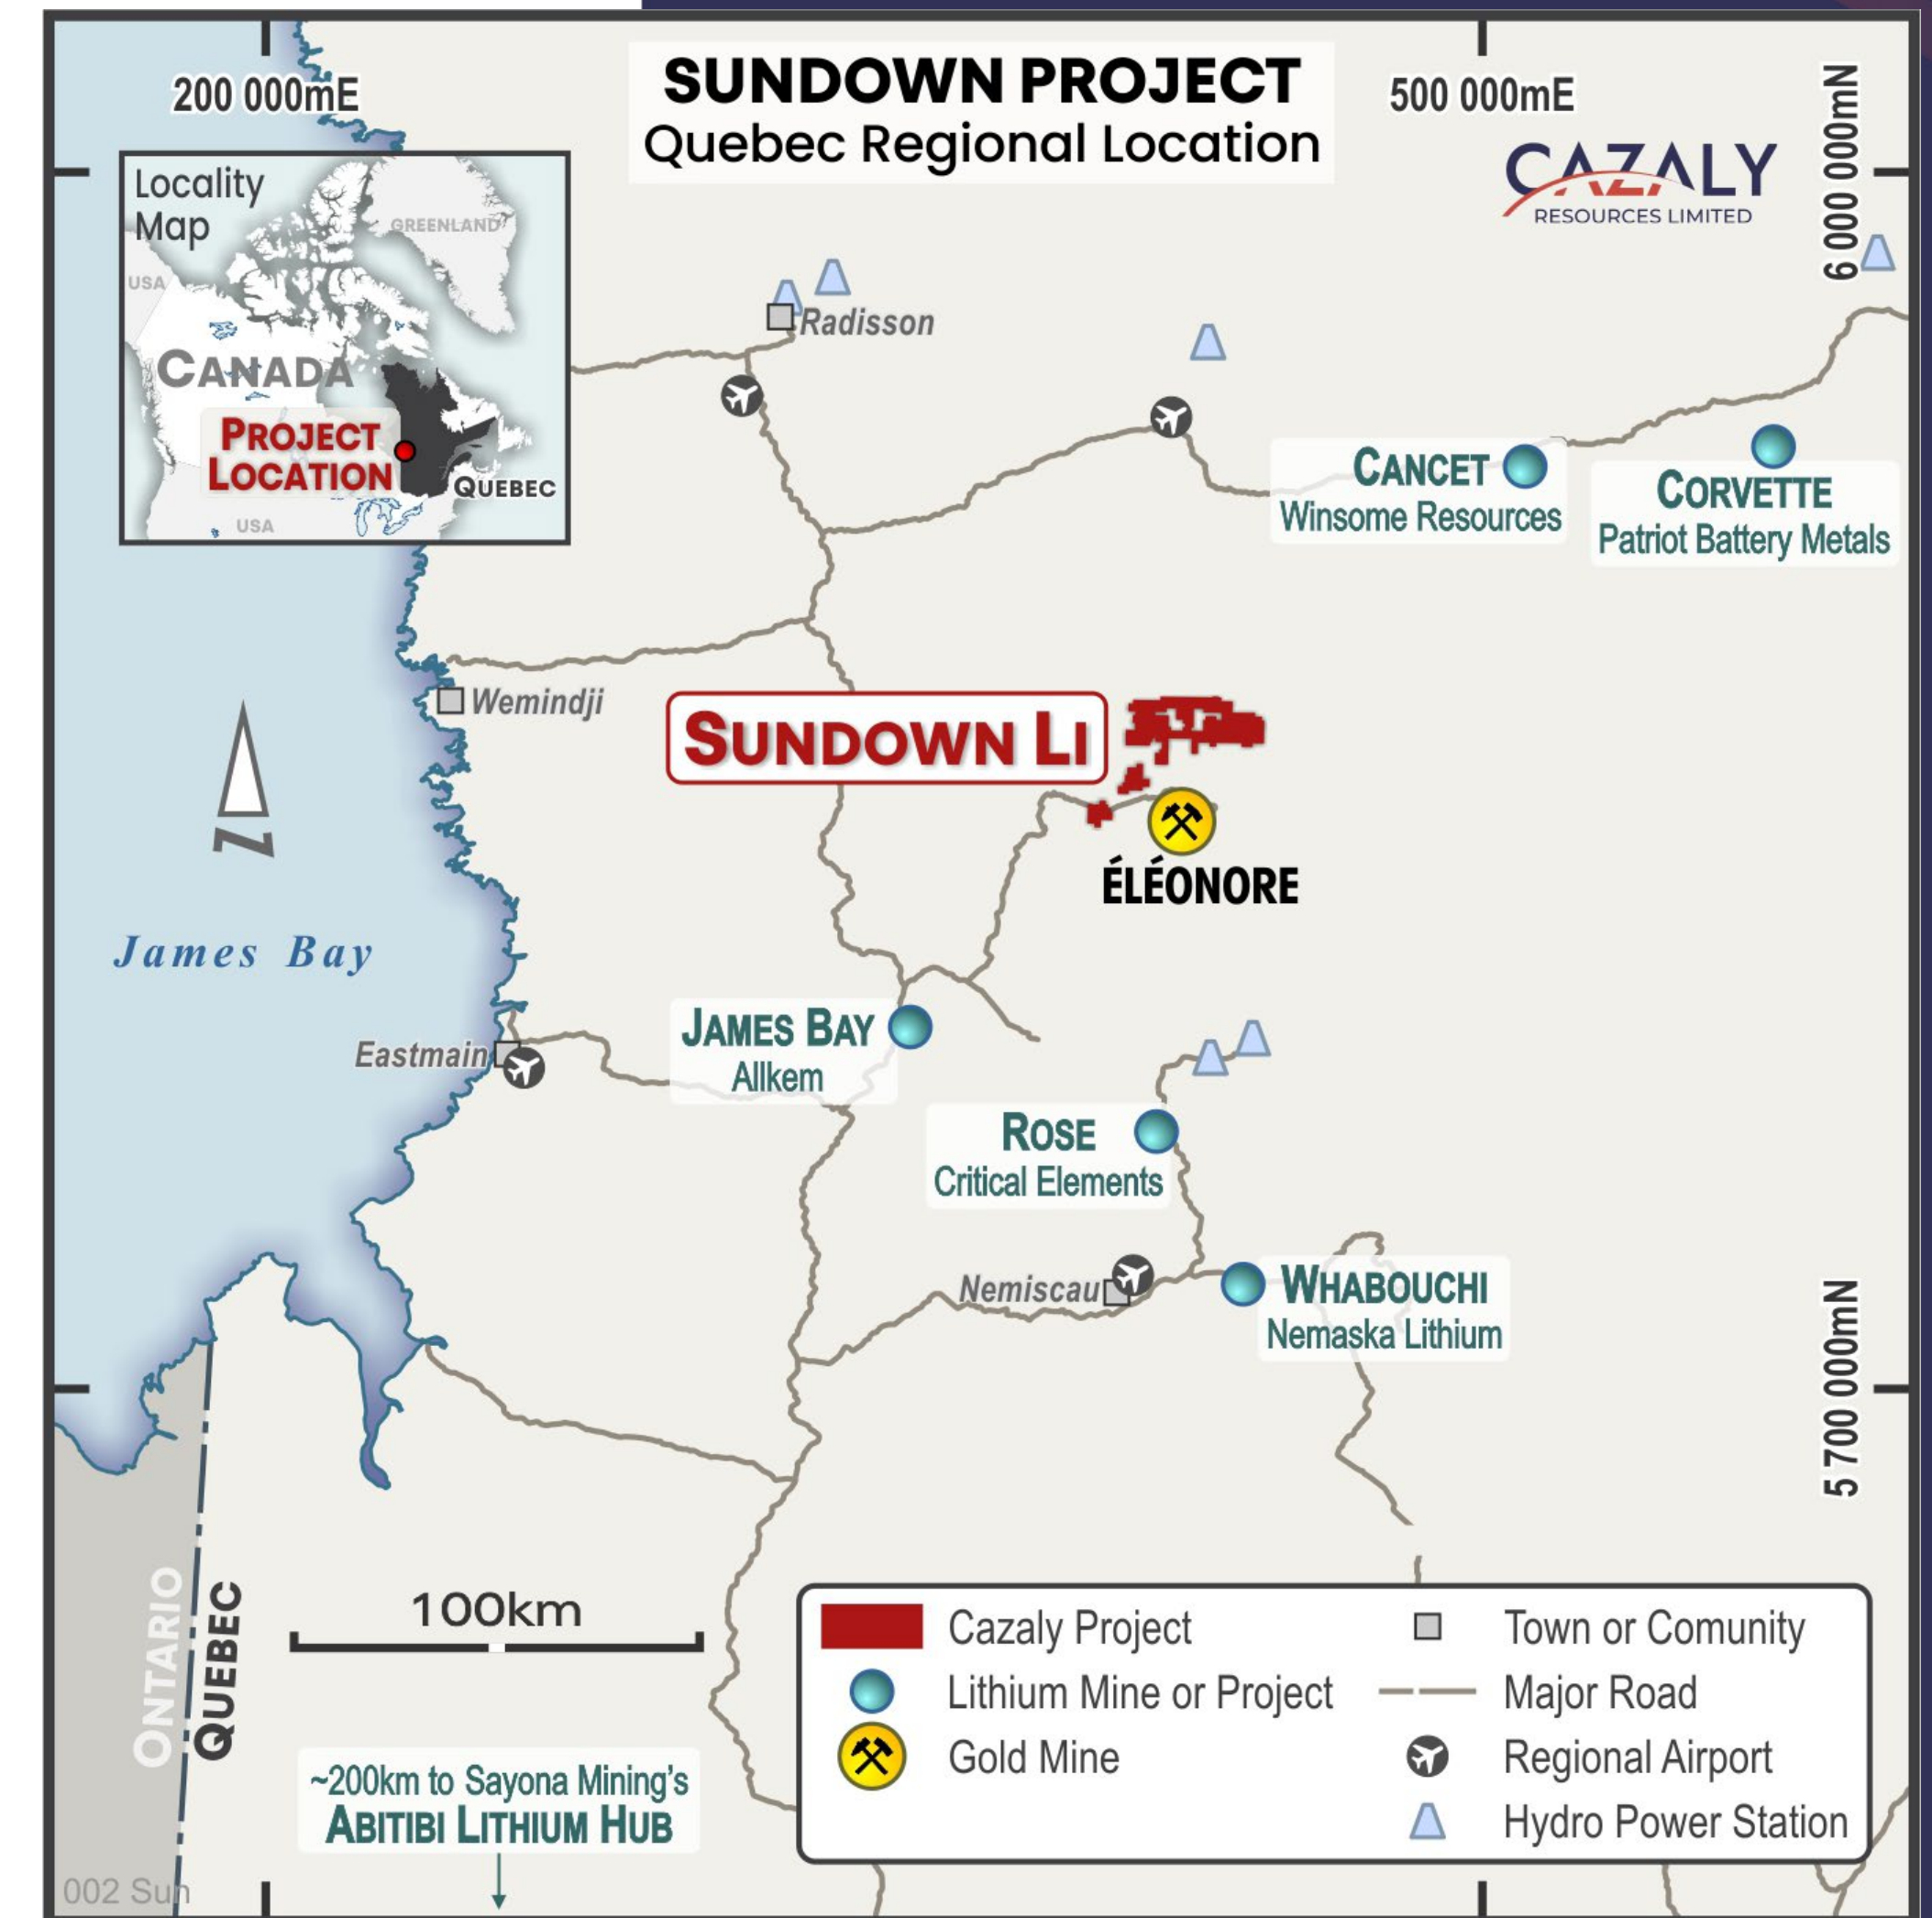 SUNDOWN PROJECT
Quebec Regional Location
200 000mE
500 000mE
6 000 000mN
CAZALY
RESOURCES LIMITED
Locality
Map
GREENLAND
USA
CANADA
PROJECT
LOCATION
QUEBEC
USA
Radisson
CANCET
Winsome Resources
CORVETTE
Patriot Battery Metals
Wemindji
SUNDOWN LI
ÉLÉONORE
N
James Bay
JAMES BAY
Allkem
Eastmain
ROSE
Critical Elements
Nemiscau
WHABOUCHI
Nemaska Lithium
5 700 000mN
ONTARIO
QUEBEC
100km
~200km to Sayona Mining's
ABITIBI LITHIUM HUB
Cazaly Project
Lithium Mine or Project
Gold Mine
Town or Comunity
Major Road
Regional Airport
Hydro Power Station
002 Sun